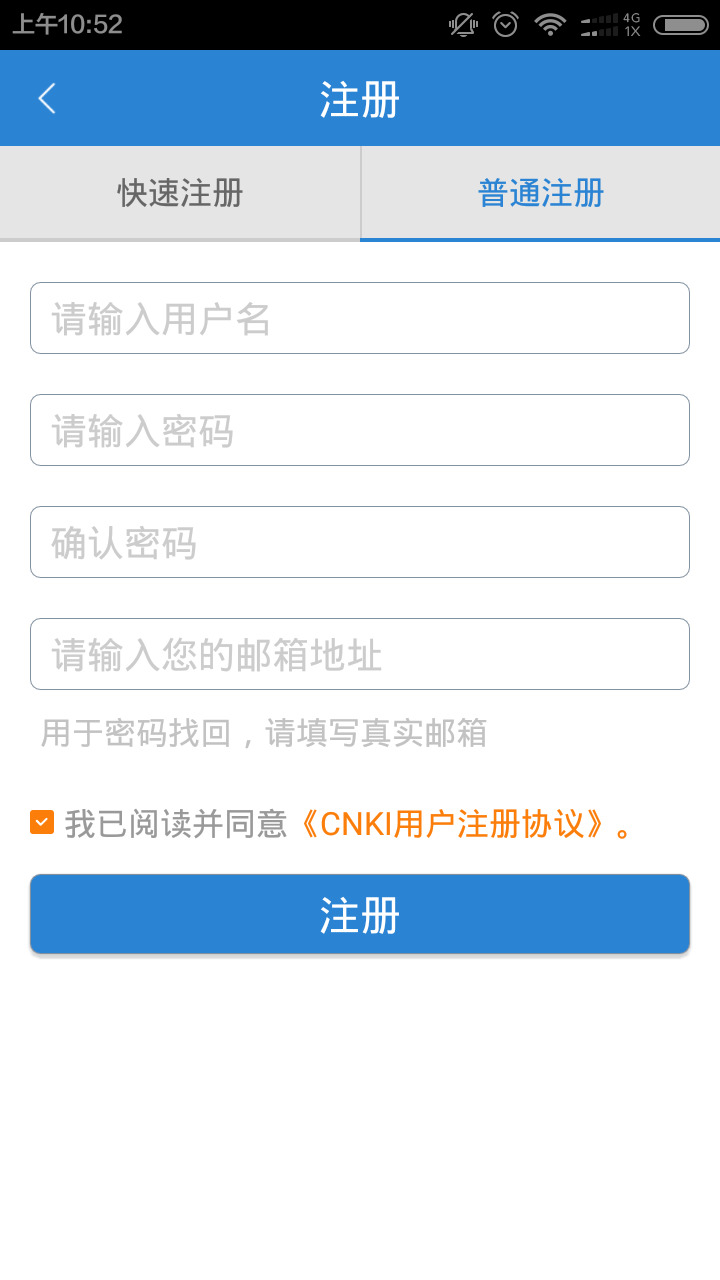 上午10:52
4G
1X
注册
快速注册 普通注册
请输入用户名
请输入密码
确认密码
请输入您的邮箱地址
用于密码找回，请填写真实邮箱
我已阅读并同意《CNKI用户注册协议》。
注册